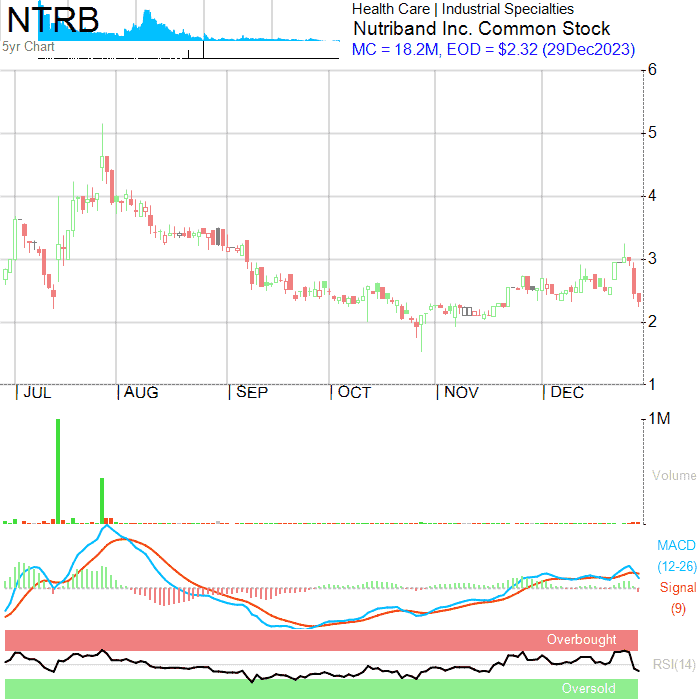 NTRB
5yr Chart
Health Care | Industrial Specialties
Nutriband Inc. Common Stock
MC = 18.2M, EOD = $2.32 (29Dec2023)
6
5
4
3
2
1
JUL AUG SEP OCT NOV DEC
1M
Volume
MACD
(12-26)
Signal
(9)
Overbought
RSI(14)
Oversold